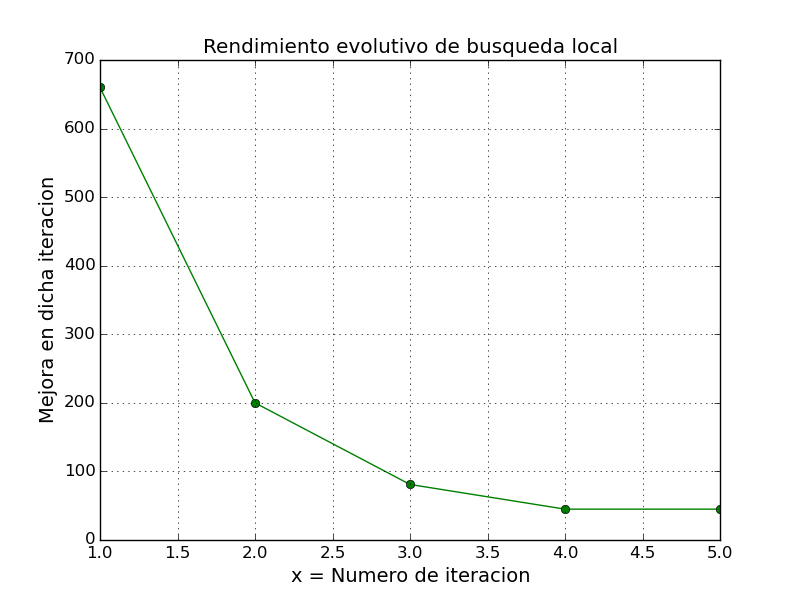 Rendimiento evolutivo de busqueda local
700
600
500
400
300
200
100
0
1.0 1.5 2.0 2.5 3.0 3.5 4.0 4.5 5.0
Mejora en dicha iteracion
x = Numero de iteracion